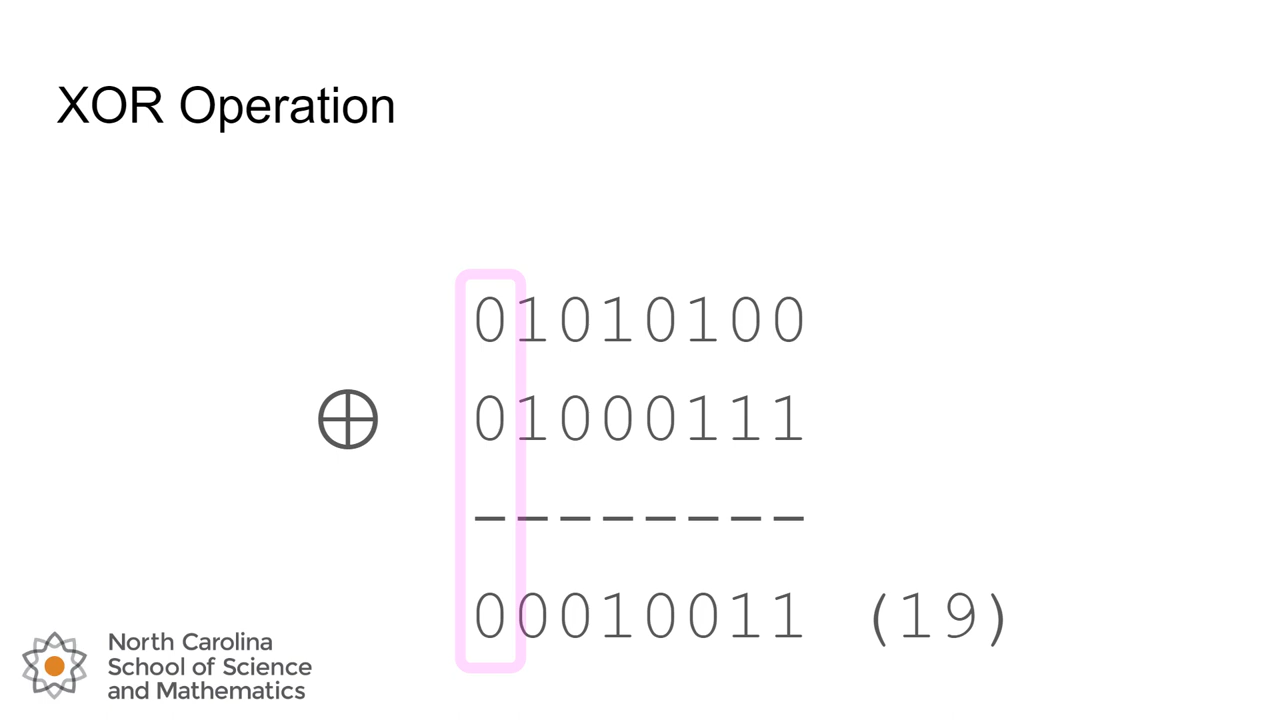 XOR Operation
01010100
⊕ 01000111
--------
00010011 (19)
North Carolina
School of Science
and Mathematics